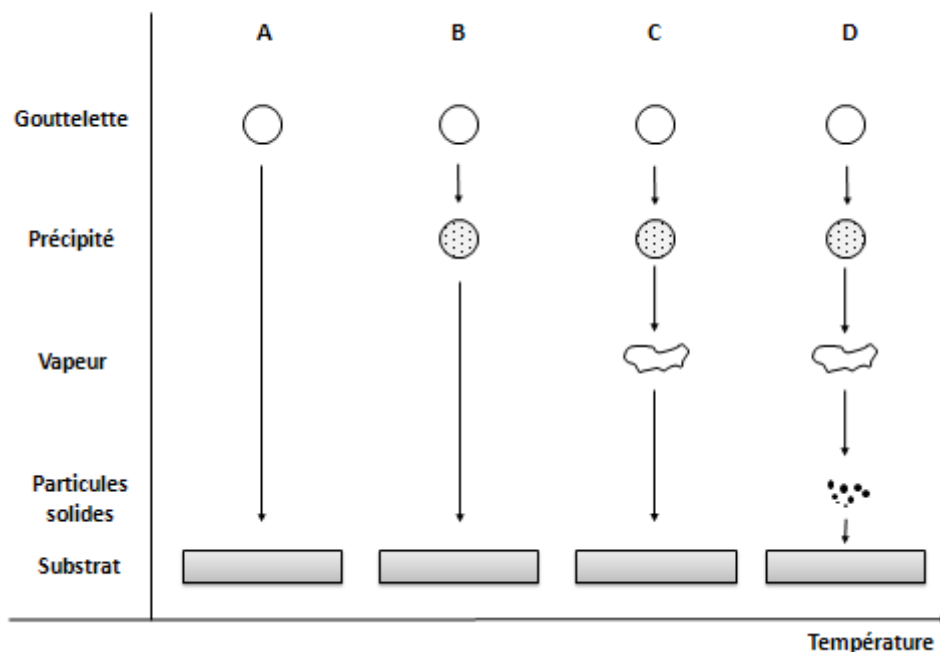 A B C D
Gouttelette
Précipité
Vapeur
Particules
solides
Substrat
Température